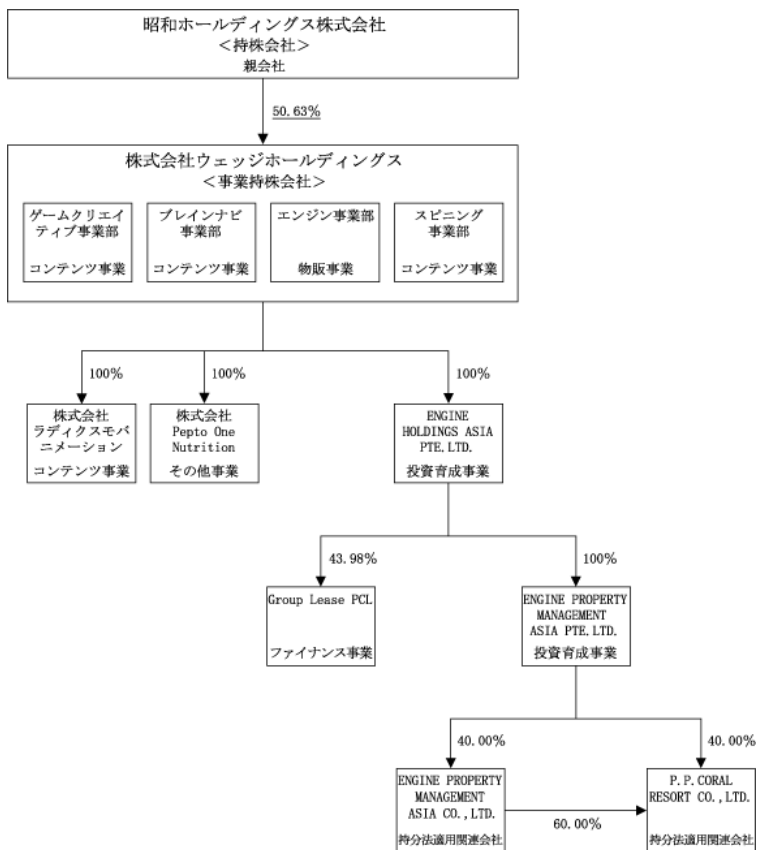 昭和ホールディングス株式会社
＜持株会社＞
親会社
50.63%
株式会社ウェッジホールディングス
＜事業持株会社＞
ゲームクリエイ
ティブ事業部
コンテンツ事業
ブレインナビ
事業部
コンテンツ事業
エンジン事業部
物販事業
スピニング
事業部
コンテンツ事業
100%
100%
100%
株式会社
ラディクスモバ
ニメーション
コンテンツ事業
株式会社
Pepto One
Nutrition
その他事業
ENGINE
HOLDINGS ASIA
PTE.LTD.
投資育成事業
43.98%
100%
Group Lease PCL
ファイナンス事業
ENGINE PROPERTY
MANAGEMENT
ASIA PTE.LTD.
投資育成事業
40.00%
40.00%
ENGINE PROPERTY
MANAGEMENT
ASIA CO.,LTD.
持分法適用関連会社
60.00%
P.P.CORAL
RESORT CO.,LTD.
持分法適用関連会社